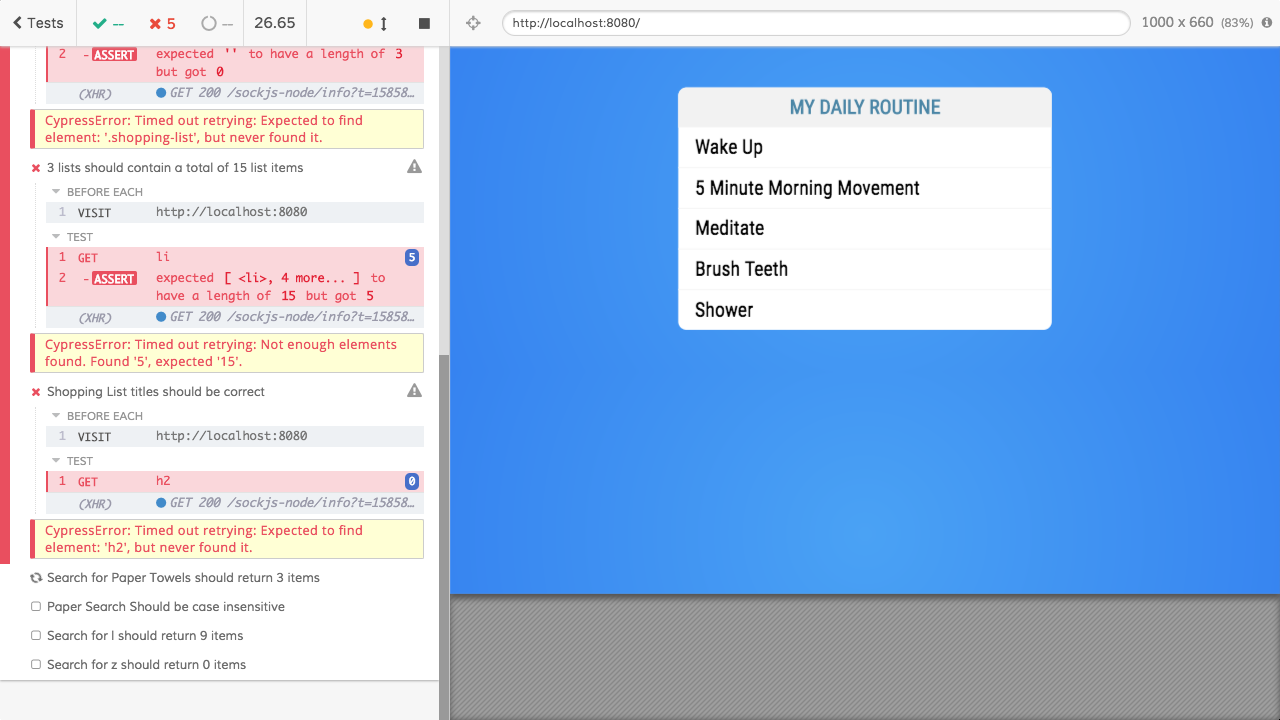 Tests -- 5 -- 26.65 http://localhost:8080/ 1000 x 660 (83%)
2 - ASSERT expected '' to have a length of 3
but got 0
(XHR) GET 200 /sockjs-node/info?t=15858…
CypressError: Timed out retrying: Expected to find
element: '.shopping-list', but never found it.
3 lists should contain a total of 15 list items
BEFORE EACH
1 VISIT http://localhost:8080
TEST
1 GET li 5
2 - ASSERT expected [ <li>, 4 more... ] to
have a length of 15 but got 5
(XHR) GET 200 /sockjs-node/info?t=15858…
CypressError: Timed out retrying: Not enough elements
found. Found '5', expected '15'.
Shopping List titles should be correct
BEFORE EACH
1 VISIT http://localhost:8080
TEST
1 GET h2 0
(XHR) GET 200 /sockjs-node/info?t=15858…
CypressError: Timed out retrying: Expected to find
element: 'h2', but never found it.
Search for Paper Towels should return 3 items
Paper Search Should be case insensitive
Search for l should return 9 items
Search for z should return 0 items
MY DAILY ROUTINE
Wake Up
5 Minute Morning Movement
Meditate
Brush Teeth
Shower